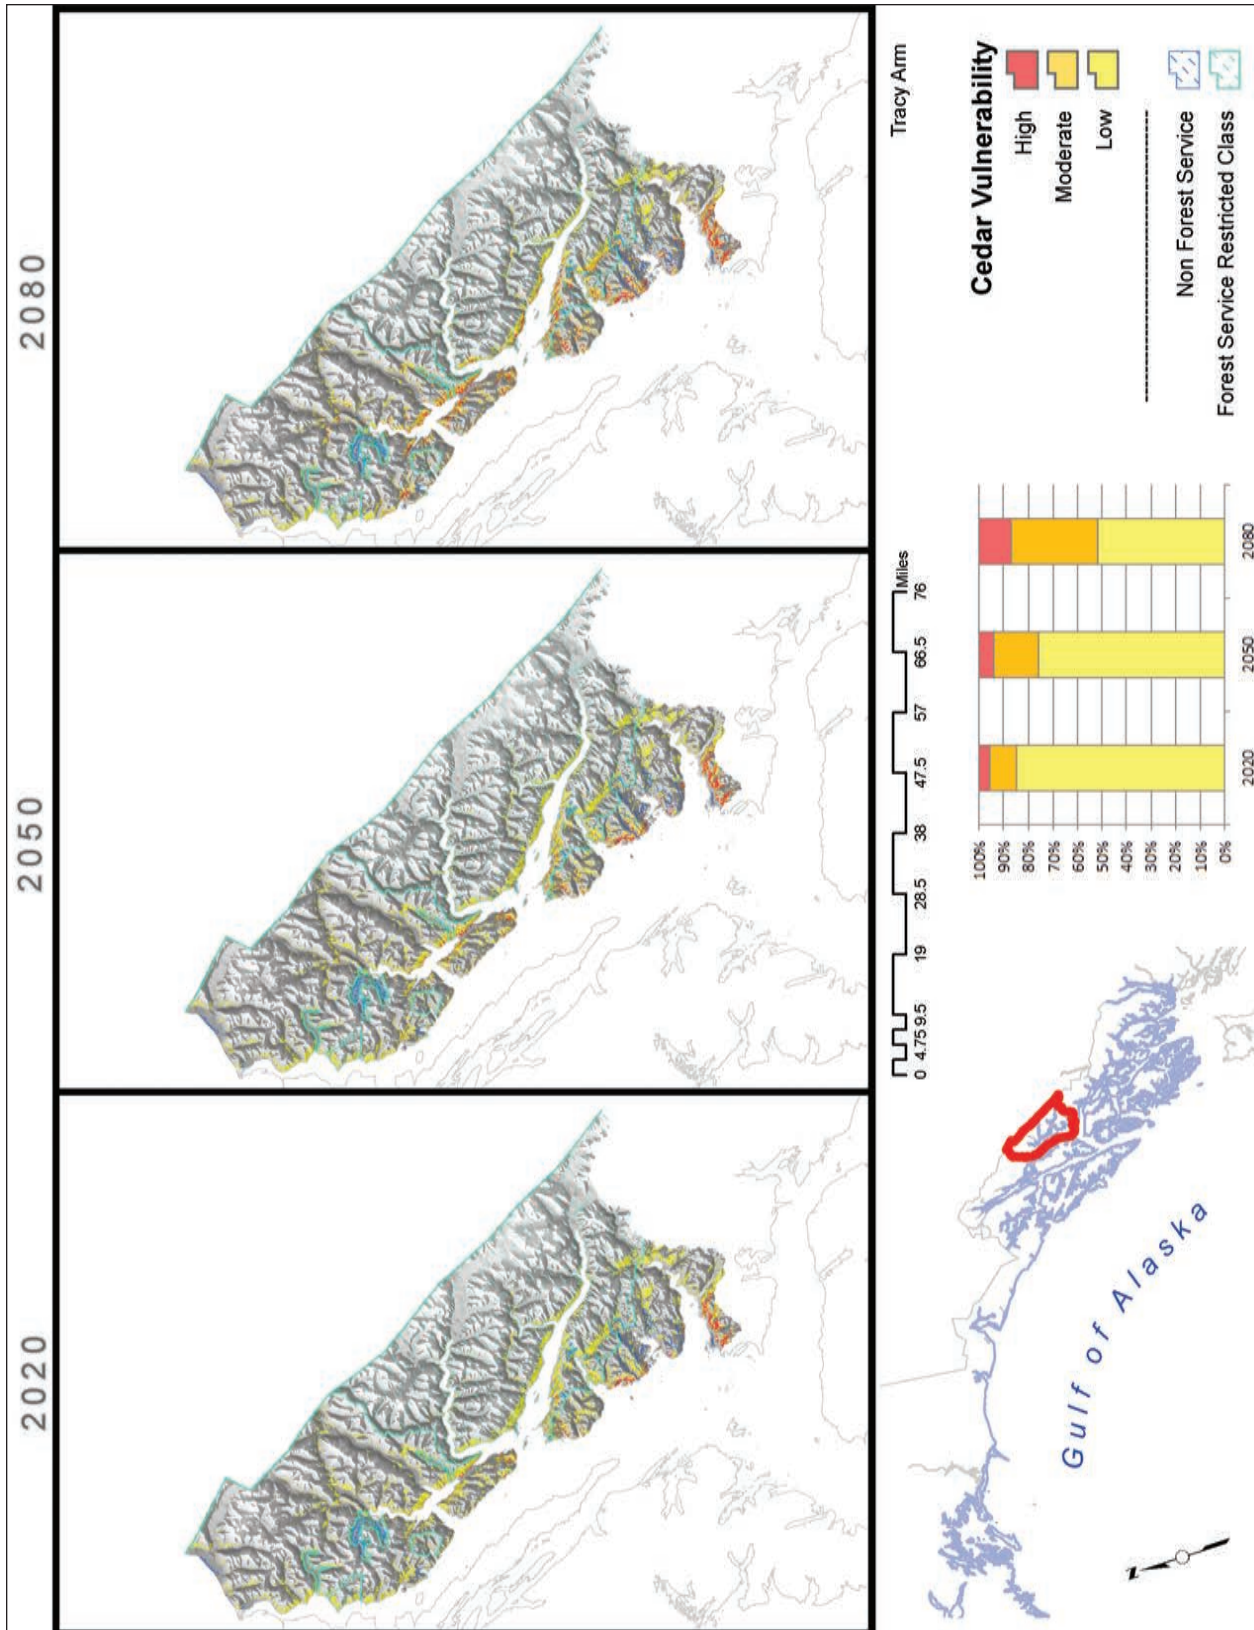 2020
2050
2080
0 4.75 9.5 19 28.5 38 47.5 57 66.5 76
Miles
Tracy Arm
Gulf of Alaska
N
100%
90%
80%
70%
60%
50%
40%
30%
20%
10%
0%
2020 2050 2080
Cedar Vulnerability
High
Moderate
Low
Non Forest Service
Forest Service Restricted Class